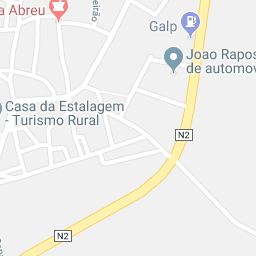 a Abreu
Galp
Joao Rapos
de automov
Casa da Estalagem
- Turismo Rural
N2
N2